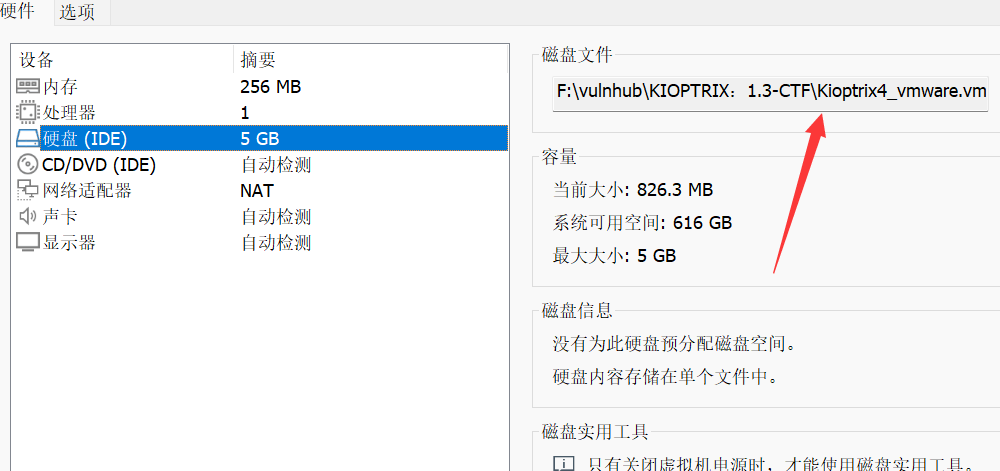 硬件 选项
设备 摘要
内存 256 MB
处理器 1
硬盘 (IDE) 5 GB
CD/DVD (IDE) 自动检测
网络适配器 NAT
声卡 自动检测
显示器 自动检测
磁盘文件
F:\vulnhub\KIOPTRIX：1.3-CTF\Kioptrix4_vmware.vm
容量
当前大小: 826.3 MB
系统可用空间: 616 GB
最大大小: 5 GB
磁盘信息
没有为此硬盘预分配磁盘空间。
硬盘内容存储在单个文件中。
磁盘实用工具
只有关闭虚拟机电源时，才能使用磁盘实用工具。